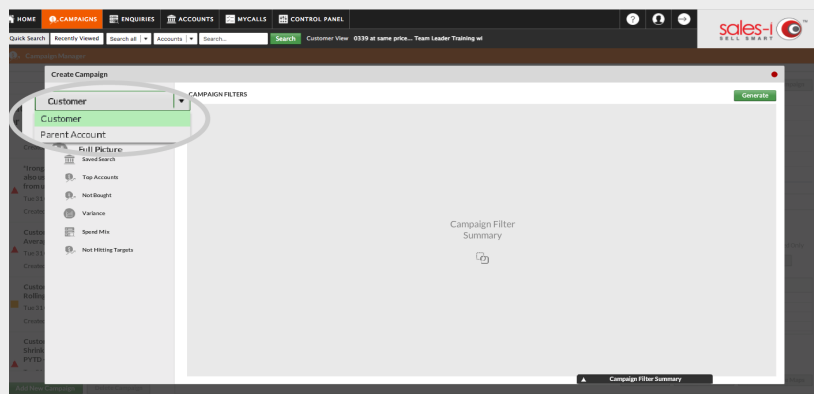 HOME CAMPAIGNS ENQUIRIES ACCOUNTS MYCALLS CONTROL PANEL
sales-i
SELL SMART
Quick Search Recently Viewed Search all Accounts Search... Search Customer View 0339 at same price... Team Leader Training wi
Campaign Manager
Create Campaign
Customer
CAMPAIGN FILTERS
Generate
Customer
Parent Account
Full Picture
Saved Search
Top Accounts
Not Bought
Variance
Spend Mix
Not Hitting Targets
Campaign Filter
Summary
Campaign Filter Summary
Add New Campaign